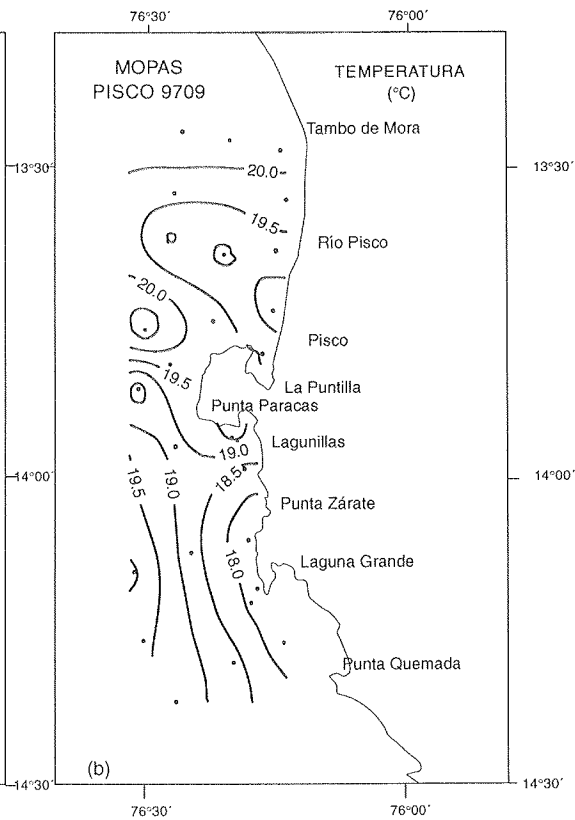 76°30´ 76°00´
MOPAS
PISCO 9709
TEMPERATURA
(°C)
Tambo de Mora
13°30´ 13°30´
20.0
19.5
Río Pisco
20.0
Pisco
19.5
La Puntilla
Punta Paracas
Lagunillas
19.0
18.5
14°00´ 14°00´
19.5
19.0
Punta Zárate
18.0
Laguna Grande
Punta Quemada
(b)
14°30´ 14°30´
76°30´ 76°00´